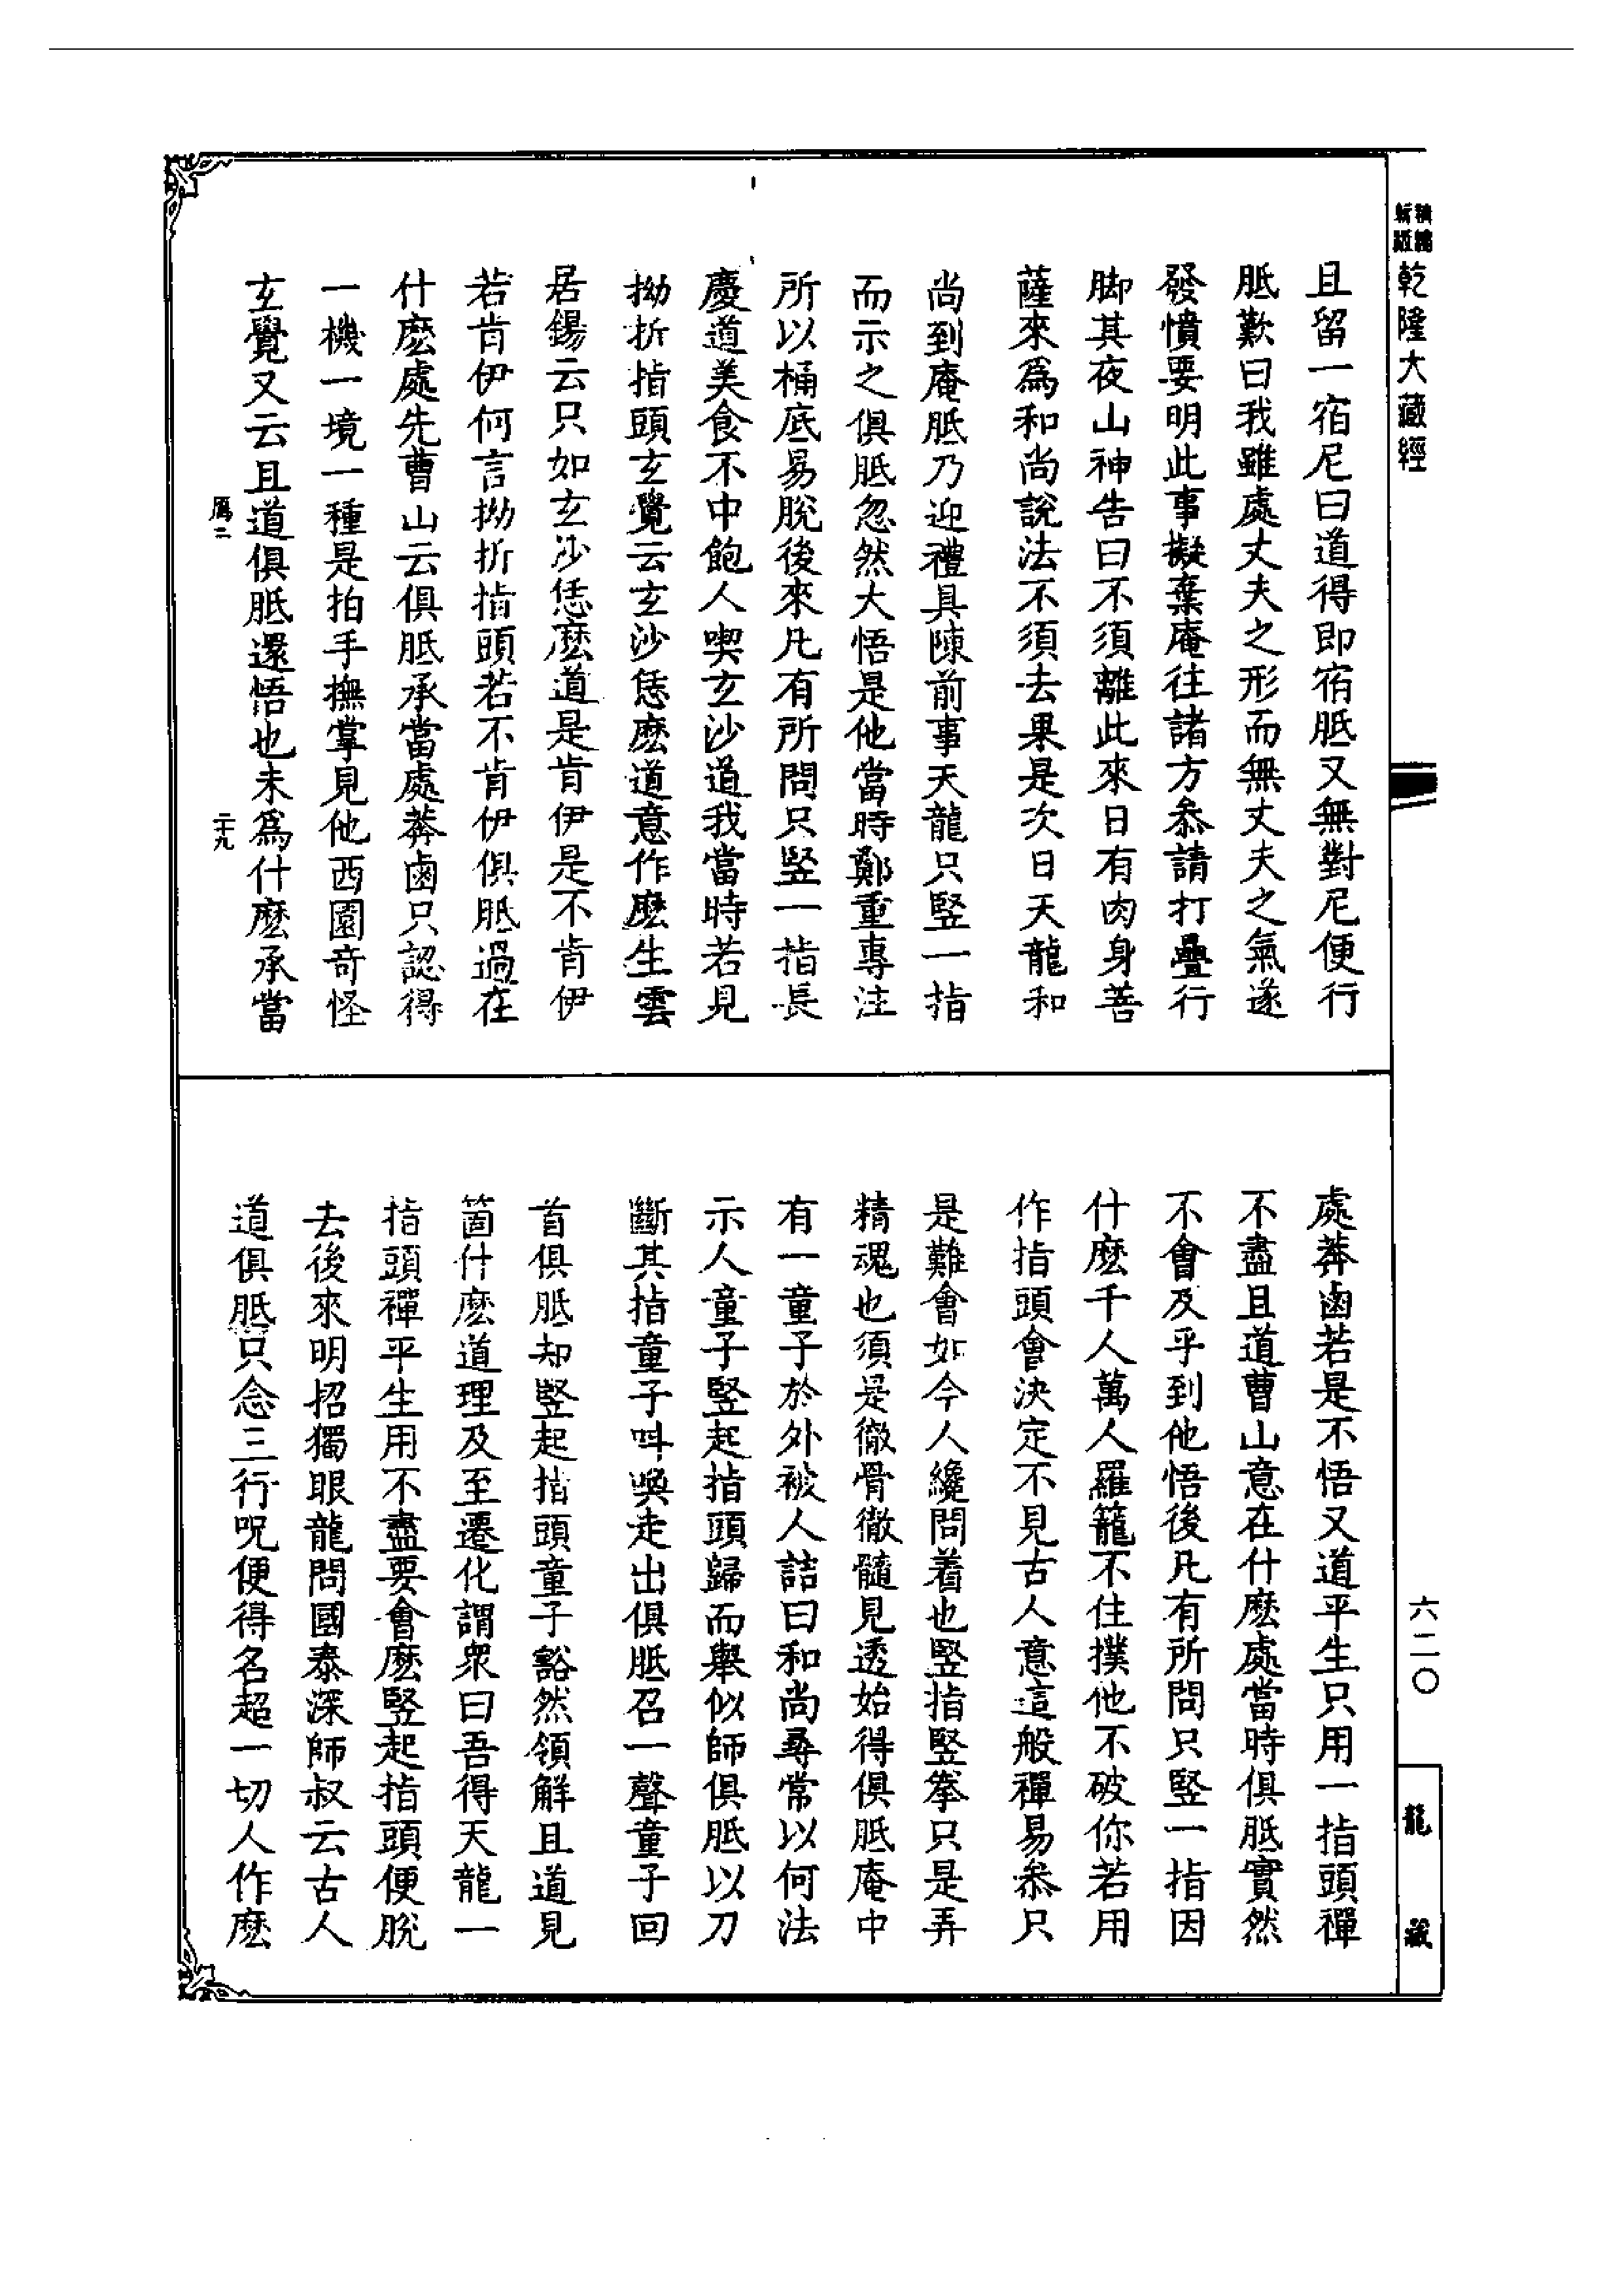 精編
新版
乾隆大藏經
六二〇
龍藏
且留一宿尼曰道得即宿胝又無對尼便行
胝歎曰我雖處丈夫之形而無丈夫之氣遂
發憤要明此事擬棄庵往諸方叅請打疊行
脚其夜山神告曰不須離此來日有肉身菩
薩來爲和尚說法不須去果是次日天龍和
尚到庵胝乃迎禮具陳前事天龍只竪一指
而示之俱胝忽然大悟是他當時鄭重專注
所以桶底易脫後來凡有所問只竪一指長
慶道美食不中飽人喫玄沙道我當時若見
拗折指頭玄覺云玄沙恁麽道意作麽生雲
居錫云只如玄沙恁麽道是肯伊是不肯伊
若肯伊何言拗折指頭若不肯伊俱胝過在
什麽處先曹山云俱胝承當處莽鹵只認得
一機一境一種是拍手撫掌見他西園竒怪
玄覺又云且道俱胝還悟也未爲什麽承當
二十九
處莽鹵若是不悟又道平生只用一指頭禪
不盡且道曹山意在什麽處當時俱胝實然
不會及乎到他悟後凡有所問只竪一指因
什麽千人萬人羅籠不住撲他不破你若用
作指頭會決定不見古人意這般禪易叅只
是難會如今人纔問着也竪指竪拳只是弄
精魂也須是徹骨徹髓見透始得俱胝庵中
有一童子於外被人詰曰和尚尋常以何法
示人童子竪起指頭歸而舉似師俱胝以刀
斷其指童子呌喚走出俱胝召一聲童子回
首俱胝却竪起指頭童子豁然領解且道見
箇什麽道理及至遷化謂衆曰吾得天龍一
指頭禪平生用不盡要會麽竪起指頭便脫
去後來明招獨眼龍問國泰深師叔云古人
道俱胝只念三行呪便得名超一切人作麽